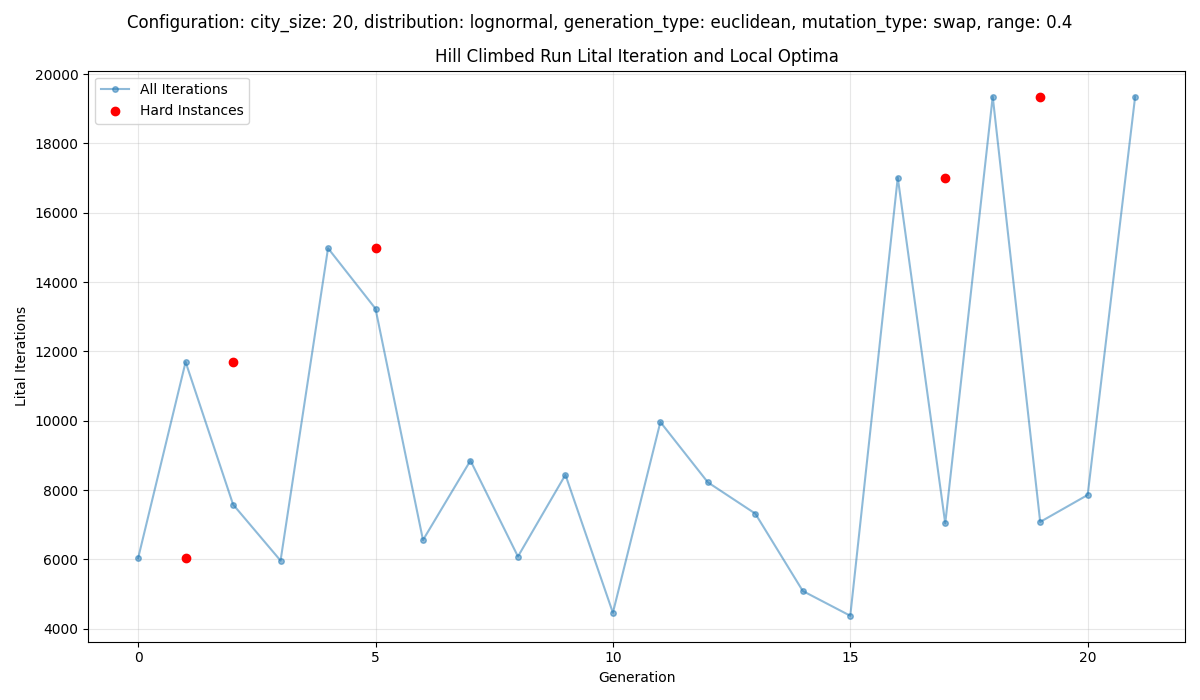 Configuration: city_size: 20, distribution: lognormal, generation_type: euclidean, mutation_type: swap, range: 0.4
Hill Climbed Run Lital Iteration and Local Optima
All Iterations
Hard Instances
Lital Iterations
20000
18000
16000
14000
12000
10000
8000
6000
4000
0
5
10
15
20
Generation